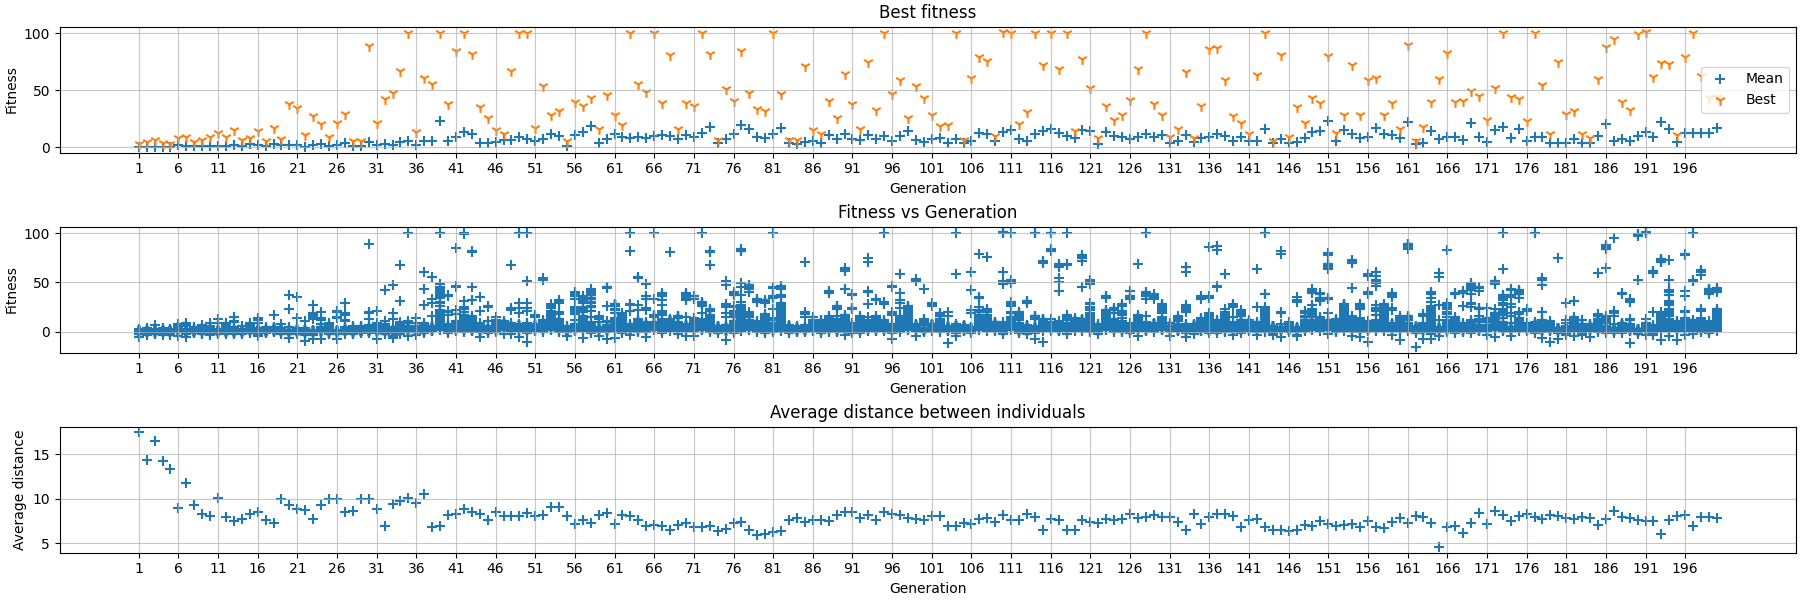 Best fitness
Fitness
100
50
0
Mean
Best
1 6 11 16 21 26 31 36 41 46 51 56 61 66 71 76 81 86 91 96 101 106 111 116 121 126 131 136 141 146 151 156 161 166 171 176 181 186 191 196
Generation
Fitness vs Generation
Fitness
100
50
0
1 6 11 16 21 26 31 36 41 46 51 56 61 66 71 76 81 86 91 96 101 106 111 116 121 126 131 136 141 146 151 156 161 166 171 176 181 186 191 196
Generation
Average distance between individuals
Average distance
15
10
5
1 6 11 16 21 26 31 36 41 46 51 56 61 66 71 76 81 86 91 96 101 106 111 116 121 126 131 136 141 146 151 156 161 166 171 176 181 186 191 196
Generation